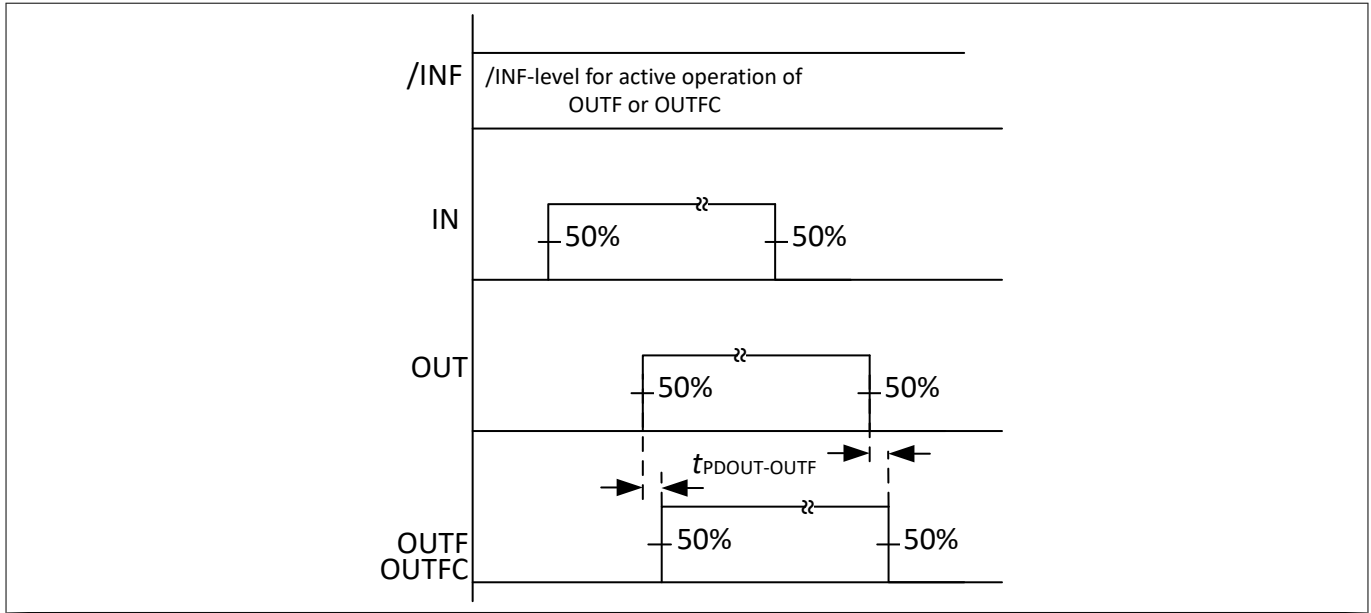 /INF
/INF-level for active operation of
OUTF or OUTFC
IN
50%
50%
OUT
50%
50%
tPDOUT-OUTF
OUTF
OUTFC
50%
50%